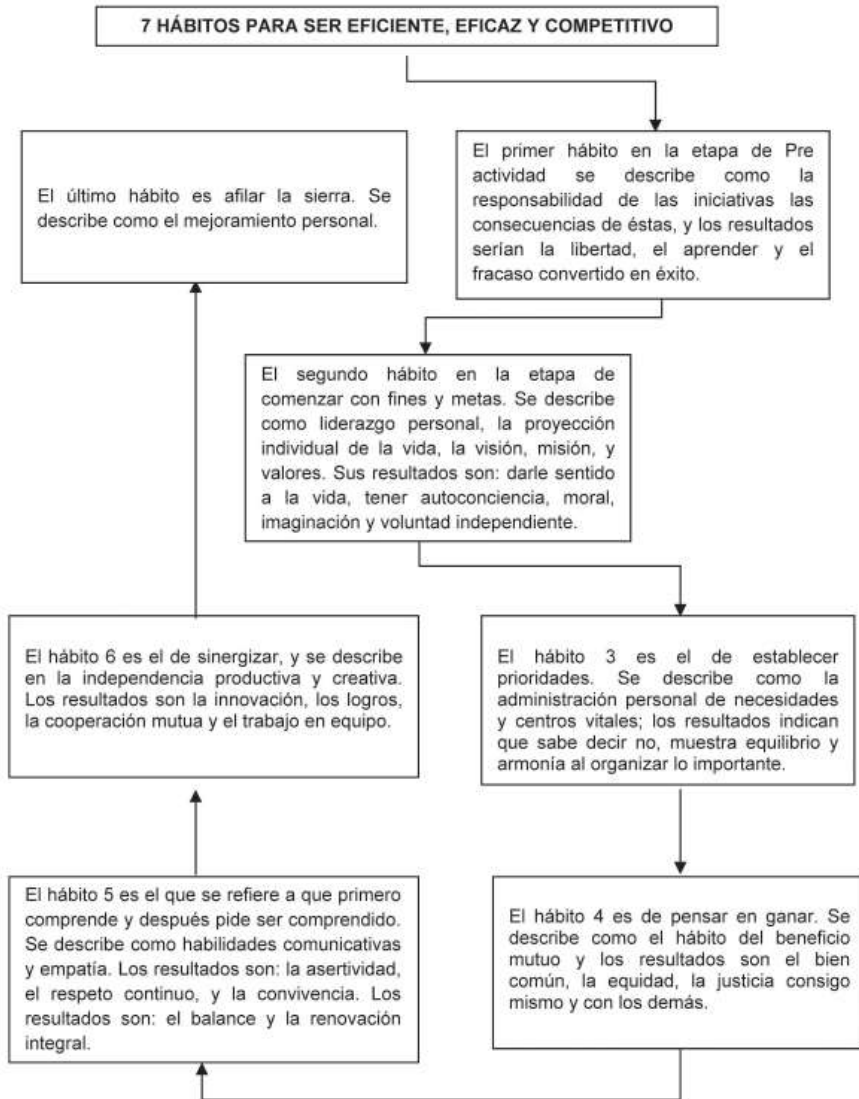 7 HÁBITOS PARA SER EFICIENTE, EFICAZ Y COMPETITIVO
El primer hábito en la etapa de Pre
actividad se describe como la
responsabilidad de las iniciativas las
consecuencias de éstas, y los resultados
serían la libertad, el aprender y el
fracaso convertido en éxito.
El segundo hábito en la etapa de
comenzar con fines y metas. Se describe
como liderazgo personal, la proyección
individual de la vida, la visión, misión, y
valores. Sus resultados son: darle sentido
a la vida, tener autoconciencia, moral,
imaginación y voluntad independiente.
El hábito 3 es el de establecer
prioridades. Se describe como la
administración personal de necesidades
y centros vitales; los resultados indican
que sabe decir no, muestra equilibrio y
armonía al organizar lo importante.
El hábito 4 es de pensar en ganar. Se
describe como el hábito del beneficio
mutuo y los resultados son el bien
común, la equidad, la justicia consigo
mismo y con los demás.
El hábito 5 es el que se refiere a que primero
comprende y después pide ser comprendido.
Se describe como habilidades comunicativas
y empatía. Los resultados son: la asertividad,
el respeto continuo, y la convivencia. Los
resultados son: el balance y la renovación
integral.
El hábito 6 es el de sinergizar, y se describe
en la independencia productiva y creativa.
Los resultados son la innovación, los logros,
la cooperación mutua y el trabajo en equipo.
El último hábito es afilar la sierra. Se
describe como el mejoramiento personal.